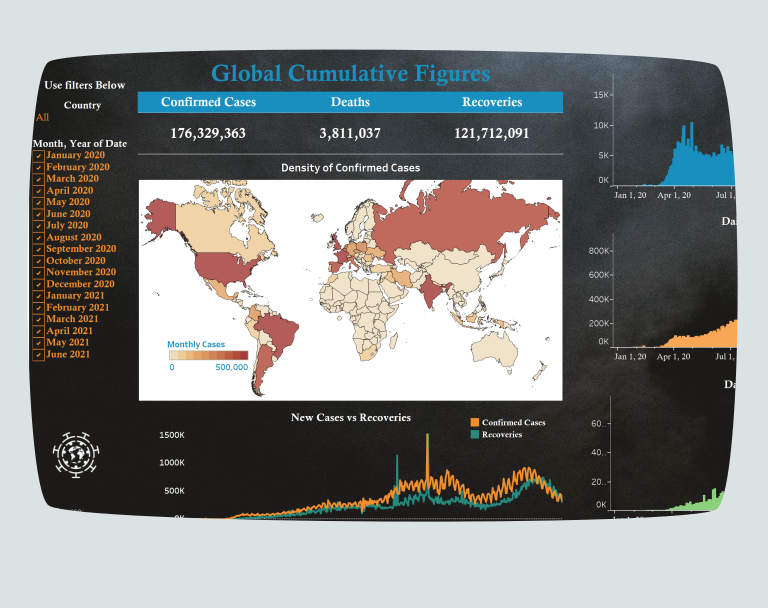 Global Cumulative Figures
Use filters Below
Country
All
Month, Year of Date
January 2020
February 2020
March 2020
April 2020
May 2020
June 2020
July 2020
August 2020
September 2020
October 2020
November 2020
December 2020
January 2021
February 2021
March 2021
April 2021
May 2021
June 2021
Confirmed Cases Deaths Recoveries
176,329,363 3,811,037 121,712,091
Density of Confirmed Cases
Monthly Cases
0 500,000
New Cases vs Recoveries
Confirmed Cases
Recoveries
1500K
1000K
500K
0K
15K
10K
5K
0K
Jan 1, 20 Apr 1, 20 Jul 1,
Da
800K
600K
400K
200K
0K
Jan 1, 20 Apr 1, 20 Jul 1,
Da
60..
40..
20..
0K